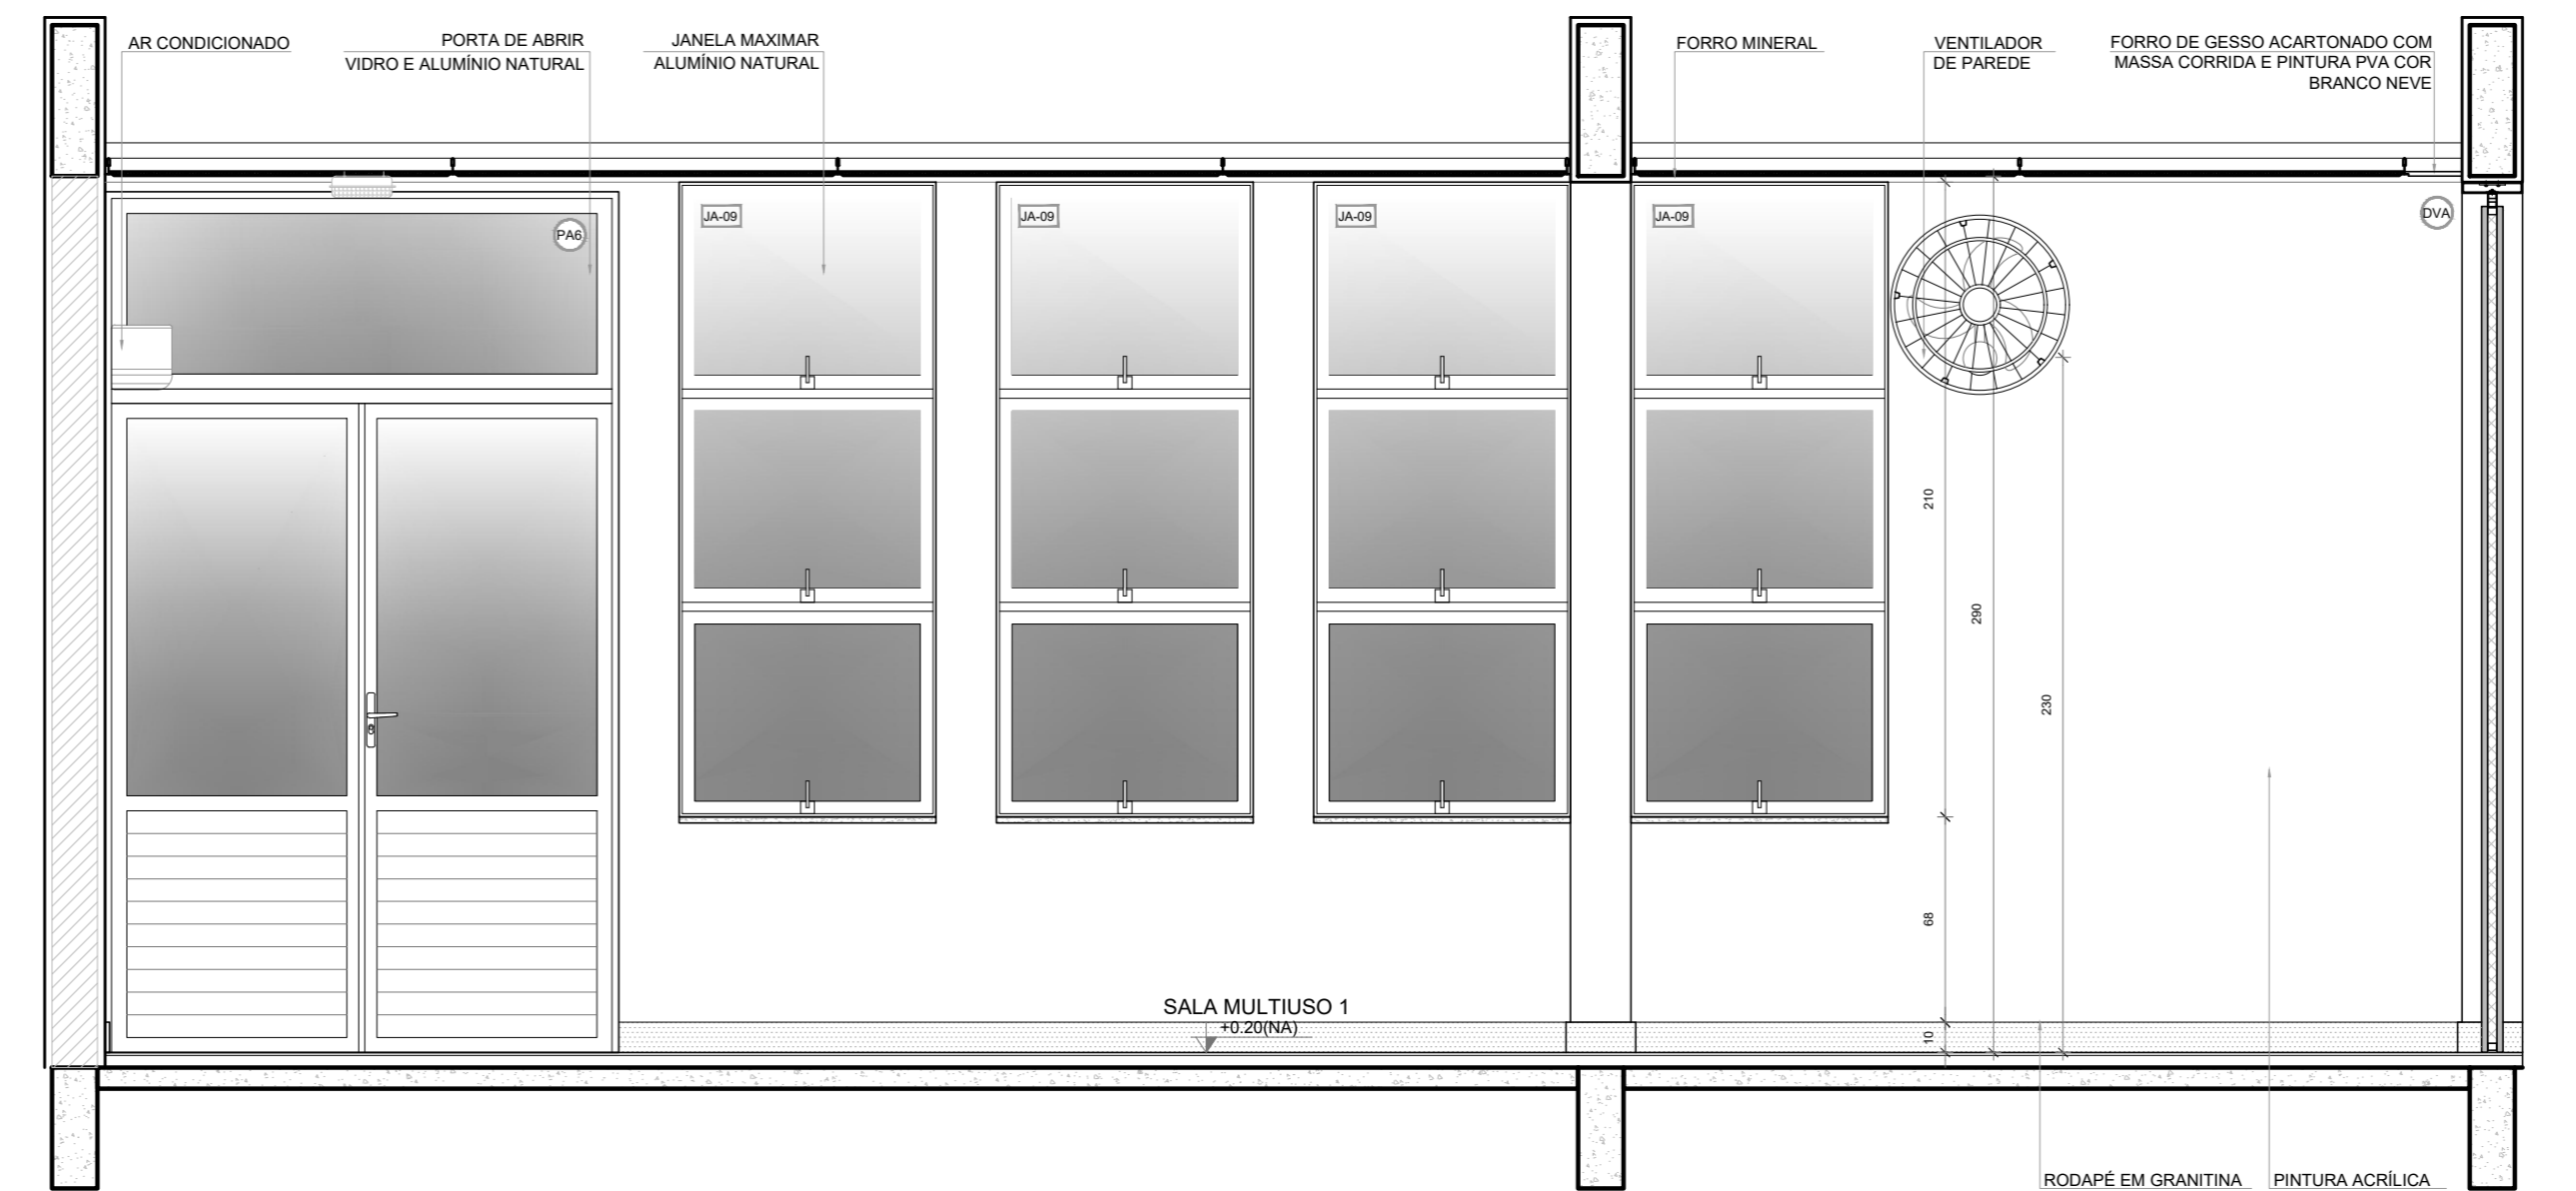 AR CONDICIONADO
PORTA DE ABRIR
VIDRO E ALUMÍNIO NATURAL
JANELA MAXIMAR
ALUMÍNIO NATURAL
FORRO MINERAL
VENTILADOR
DE PAREDE
FORRO DE GESSO ACARTONADO COM
MASSA CORRIDA E PINTURA PVA COR
BRANCO NEVE
PA6
JA-09
JA-09
JA-09
JA-09
DVA
210
290
230
68
10
SALA MULTIUSO 1
+0.20(NA)
RODAPÉ EM GRANITINA
PINTURA ACRÍLICA